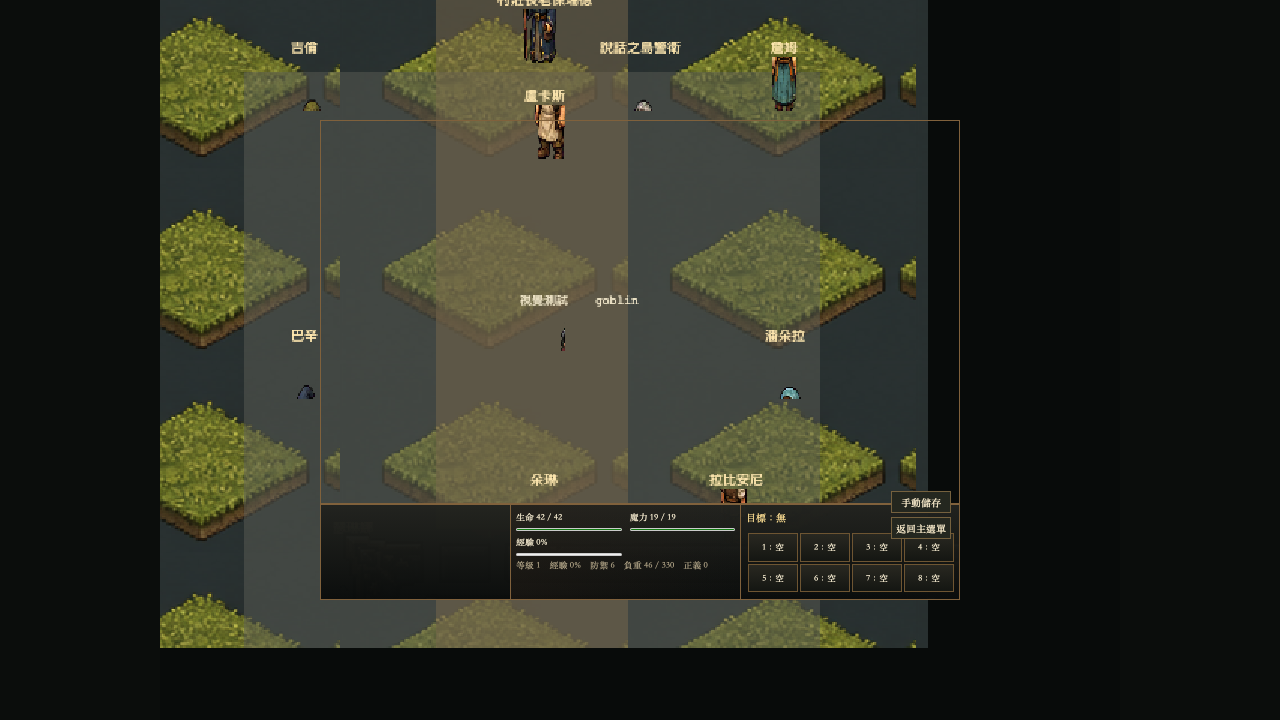 吉倫
說話之島警衛
詹姆
盧卡斯
視覺測試
goblin
巴辛
潘朵拉
朵琳
拉比安尼
手動儲存
生命 42 / 42
魔力 19 / 19
目標：無
返回主選單
經驗 0%
1：空
2：空
3：空
4：空
等級 1 經驗 0% 防禦 6 負重 46 / 330 正義 0
5：空
6：空
7：空
8：空